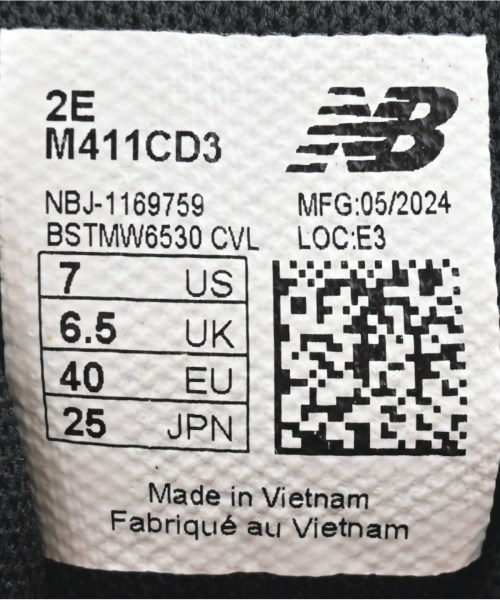 2E
M411CD3
NB
NBJ-1169759
MFG:05/2024
BSTMW6530 CVL
LOC:E3
7 US
6.5 UK
40 EU
25 JPN
Made in Vietnam
Fabriqué au Vietnam